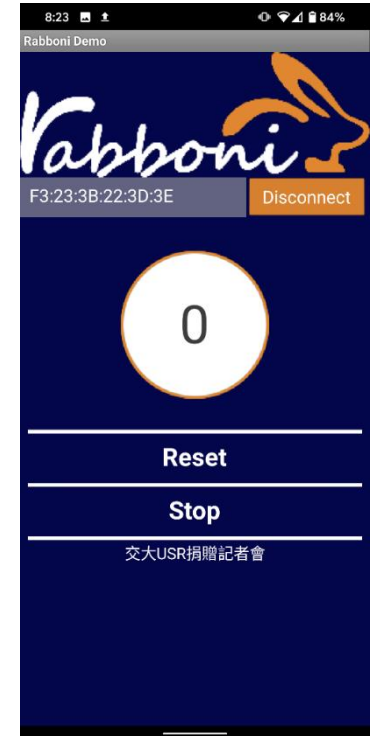 8:23 84%
Rabboni Demo
rabboni
F3:23:3B:22:3D:3E Disconnect
0
Reset
Stop
交大USR捐贈記者會